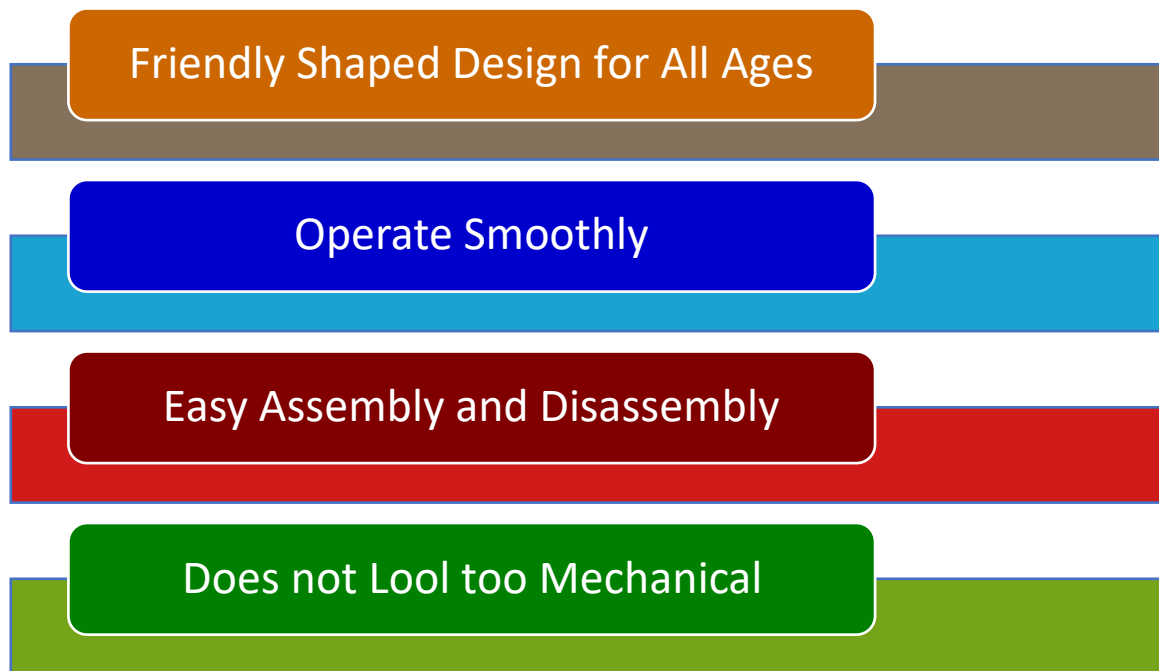 Friendly Shaped Design for All Ages
Operate Smoothly
Easy Assembly and Disassembly
Does not Lool too Mechanical